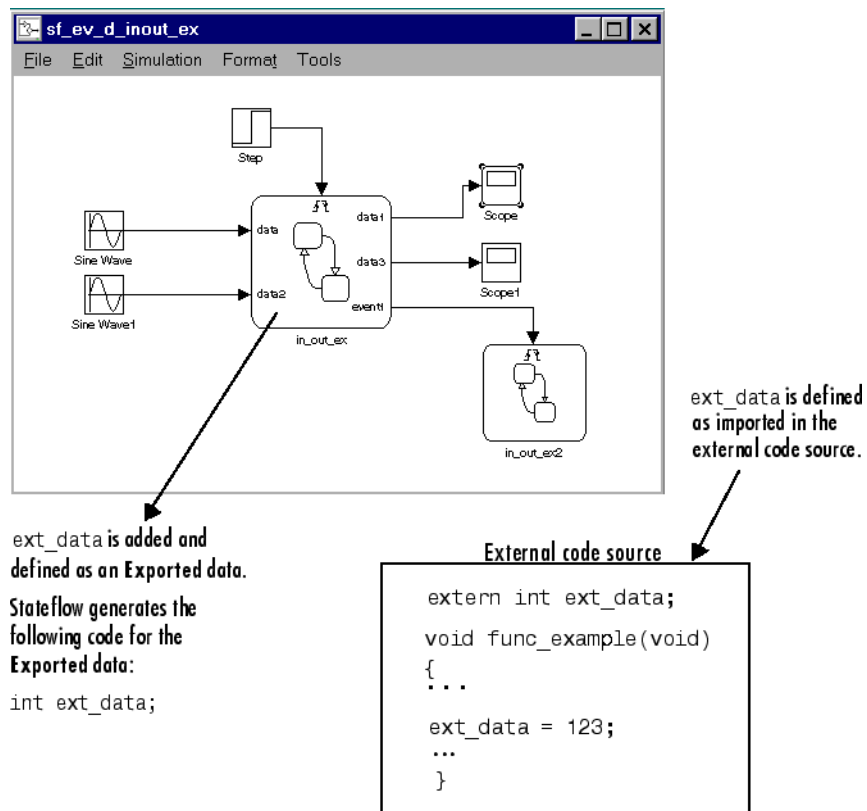 sf_ev_d_inout_ex
File Edit Simulation Format Tools
Step
data
data1
Scope
Sine Wave
data3
data2
Scope1
Sine Wave1
event1
in_out_ex
in_out_ex2
ext_data is defined
as imported in the
external code source.
ext_data is added and
defined as an Exported data.
Stateflow generates the
following code for the
Exported data:
int ext_data;
External code source
extern int ext_data;
void func_example(void)
{
...
ext_data = 123;
...
}